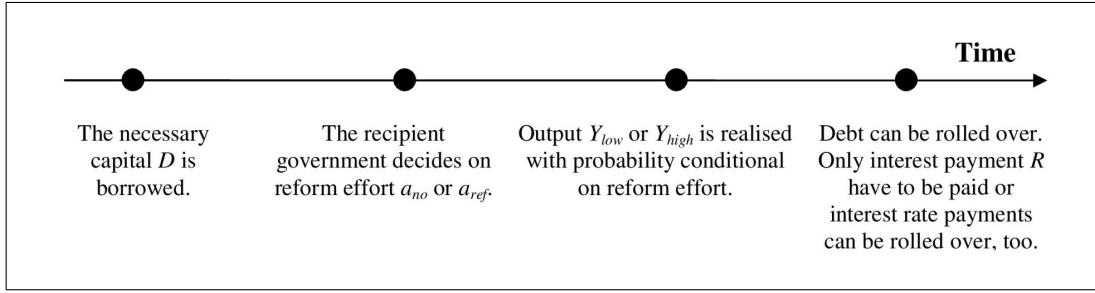 Time
The necessary
capital D is
borrowed.
The recipient
government decides on
reform effort a_no or a_ref.
Output Y_low or Y_high is realised
with probability conditional
on reform effort.
Debt can be rolled over.
Only interest payment R
have to be paid or
interest rate payments
can be rolled over, too.